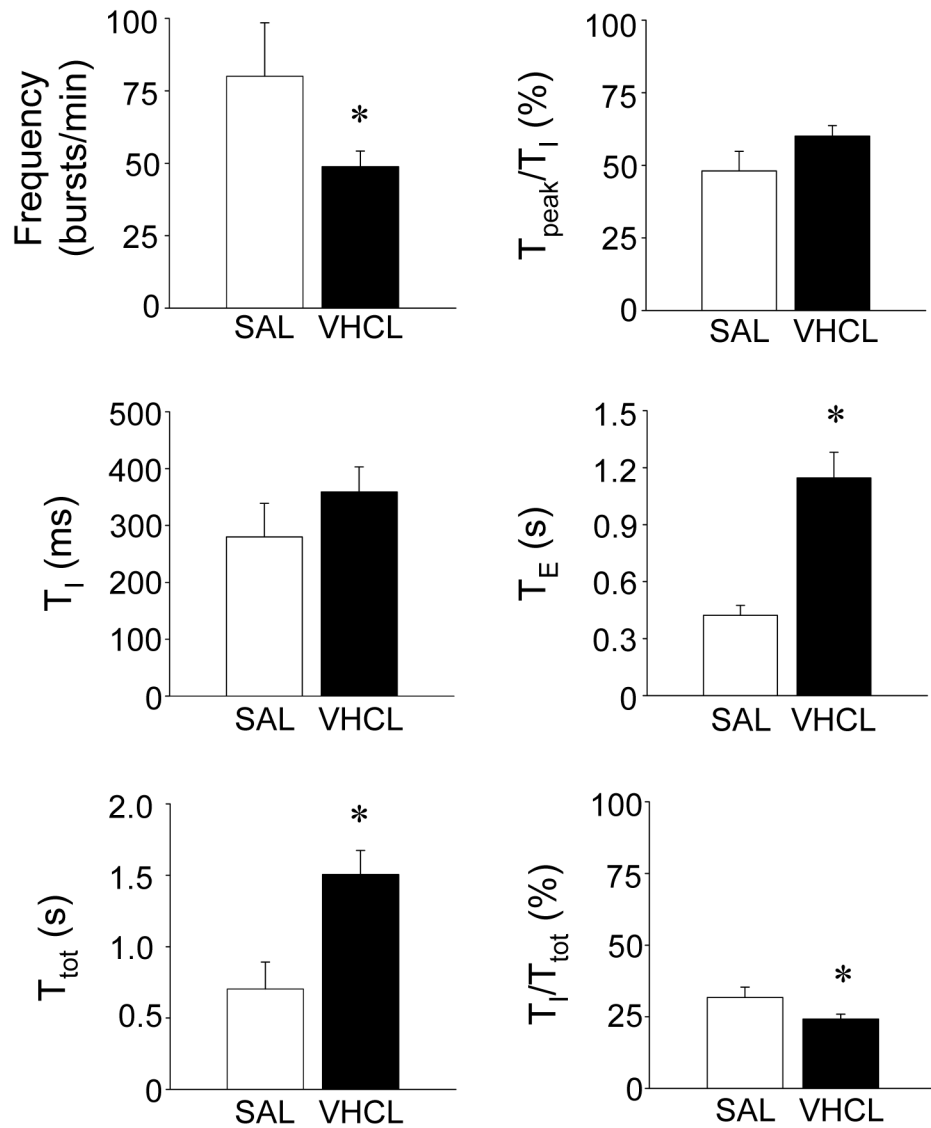 Frequency
(bursts/min)
100
75
50
25
0
*
SAL VHCL
Tpeak/TI (%)
100
75
50
25
0
SAL VHCL
TI (ms)
500
400
300
200
100
0
SAL VHCL
TE (s)
1.5
1.2
0.9
0.6
0.3
0
*
SAL VHCL
Ttot (s)
2.0
1.5
1.0
0.5
0
*
SAL VHCL
TI/Ttot (%)
100
75
50
25
0
*
SAL VHCL